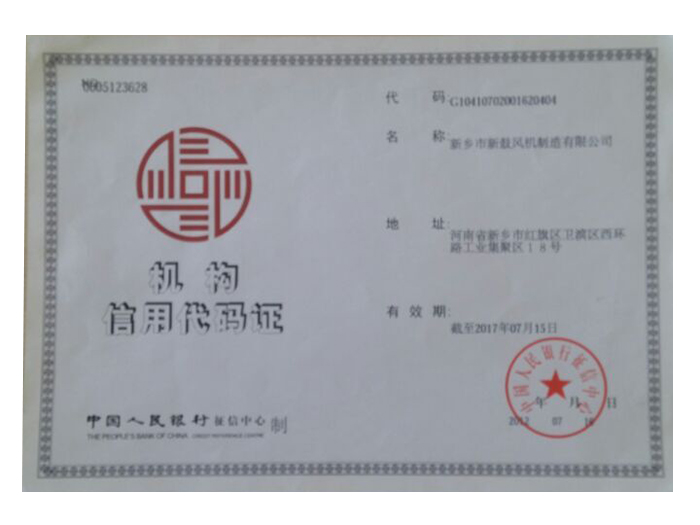 0005123628
机 构
信用代码证
中国人民银行 征信中心 制
THE PEOPLE'S BANK OF CHINA CREDIT REFERENCE CENTER
代 码: G10410702001620404
名 称: 新乡市新鼓风机制造有限公司
地 址: 河南省新乡市红旗区卫滨区西环
路工业集聚区18号
有 效 期: 截至2017年07月15日
中国人民银行征信中心
年 月 日
2012 07 16